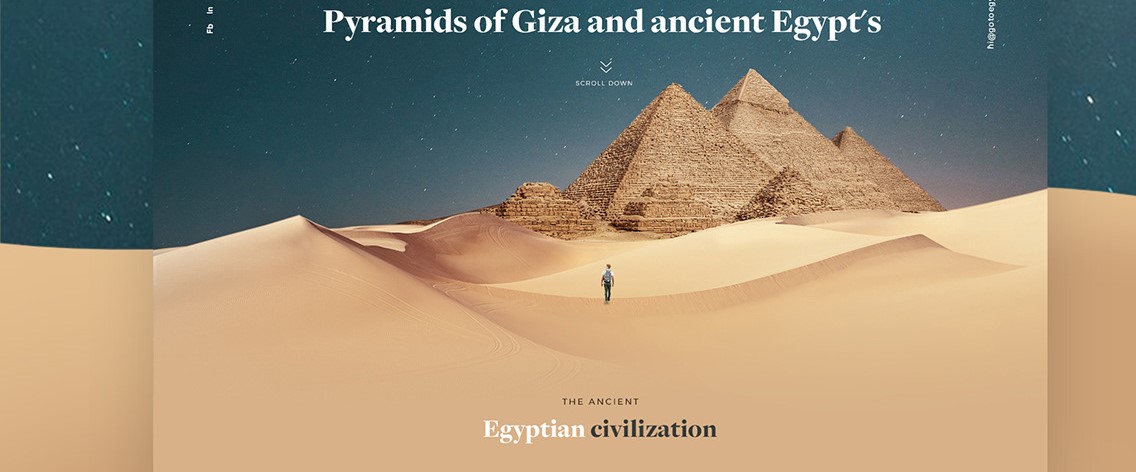 Fb In
Pyramids of Giza and ancient Egypt's
SCROLL DOWN
THE ANCIENT
Egyptian civilization